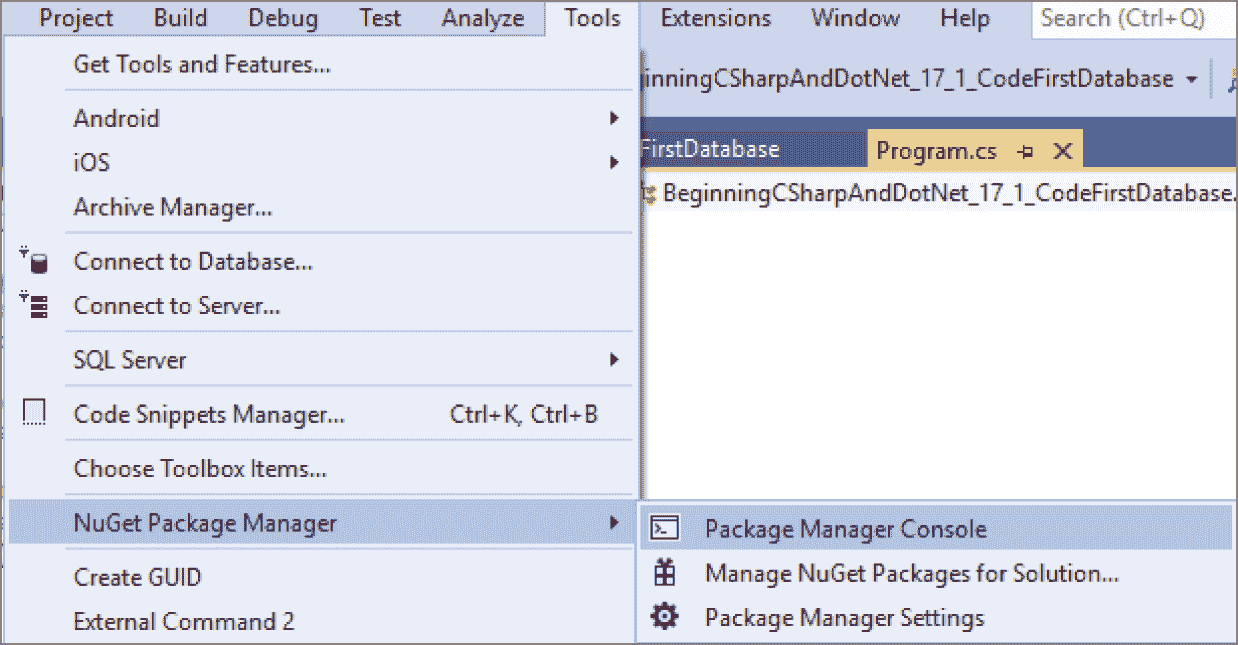 Project Build Debug Test Analyze Tools Extensions Window Help Search (Ctrl+Q)
Get Tools and Features...
innningCSharpAndDotNet_17_1_CodeFirstDatabase
Android
iOS
FirstDatabase Program.cs
Archive Manager...
BeginningCSharpAndDotNet_17_1_CodeFirstDatabase.
Connect to Database...
Connect to Server...
SQL Server
Code Snippets Manager... Ctrl+K, Ctrl+B
Choose Toolbox Items...
NuGet Package Manager
Package Manager Console
Create GUID
Manage NuGet Packages for Solution...
External Command 2
Package Manager Settings